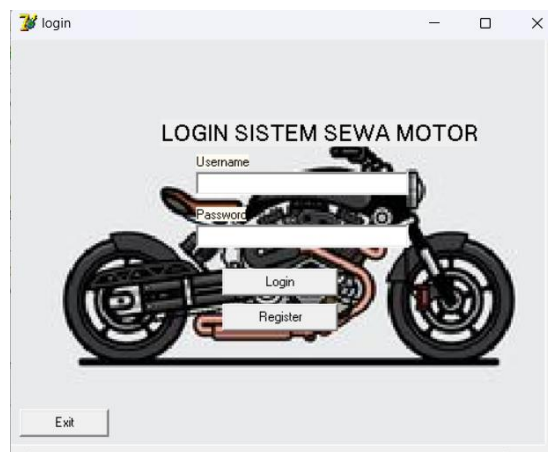 login
LOGIN SISTEM SEWA MOTOR
Username
Password
Login
Register
Exit